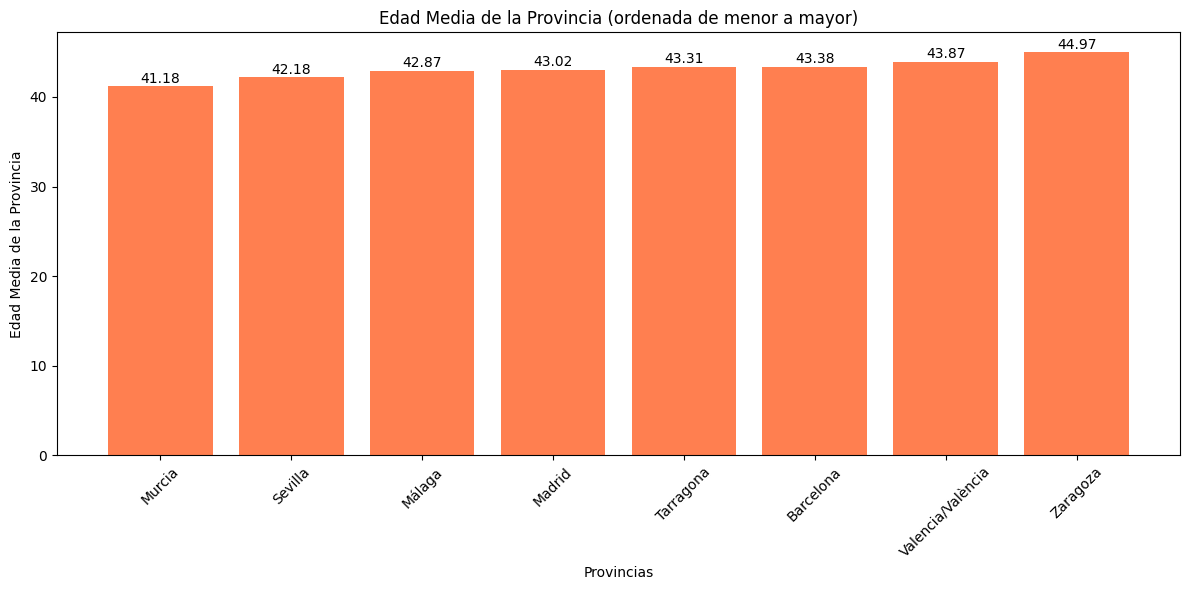 Edad Media de la Provincia (ordenada de menor a mayor)
Edad Media de la Provincia
40
30
20
10
0
41.18
42.18
42.87
43.02
43.31
43.38
43.87
44.97
Murcia
Sevilla
Málaga
Madrid
Tarragona
Barcelona
Valencia/València
Zaragoza
Provincias